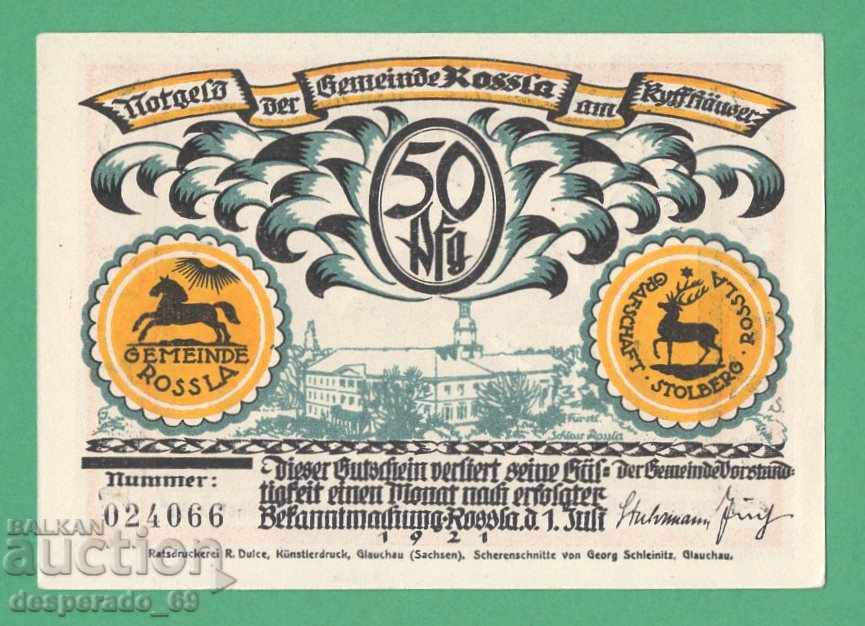 Notgeld der Gemeinde Rossla am Kyffhäuser
50
Pfg
GEMEINDE
ROSSLA
GRAFSCHAFT · STOLBERG · ROSSLA
Fürstl.
Schloss Rossla
Nummer:
024066
Dieser Gutschein verliert seine Gül=
tigkeit einen Monat nach erfolgter
Bekanntmachung. Rossla, d. 1. Juli
1921
der Gemeinde Vorstand:
Ratsdruckerei R. Dulce, Künstlerdruck, Glauchau (Sachsen). Scherenschnitte von Georg Schleinitz, Glauchau.
BALKAN
auction
desperado_69